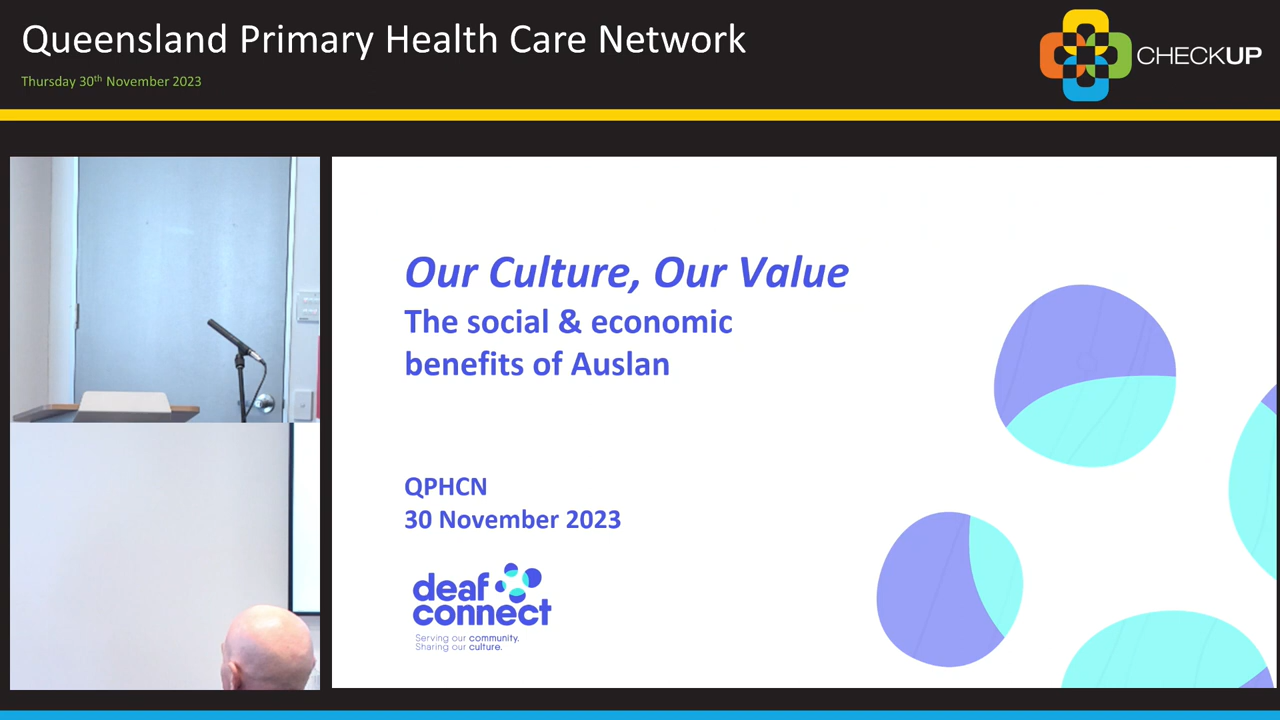 Queensland Primary Health Care Network
Thursday 30th November 2023
CHECKUP
Our Culture, Our Value
The social & economic
benefits of Auslan
QPHCN
30 November 2023
deaf
connect
Serving our community.
Sharing our culture.